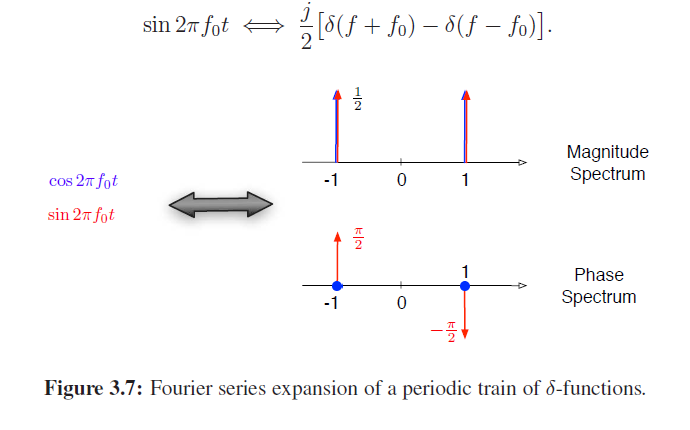 sin 2πf₀t ⟺ j/2 [δ(f + f₀) − δ(f − f₀)].
1/2
-1 0 1
Magnitude
Spectrum
cos 2πf₀t
sin 2πf₀t
π/2
1
-1 0
Phase
Spectrum
−π/2
Figure 3.7: Fourier series expansion of a periodic train of δ-functions.